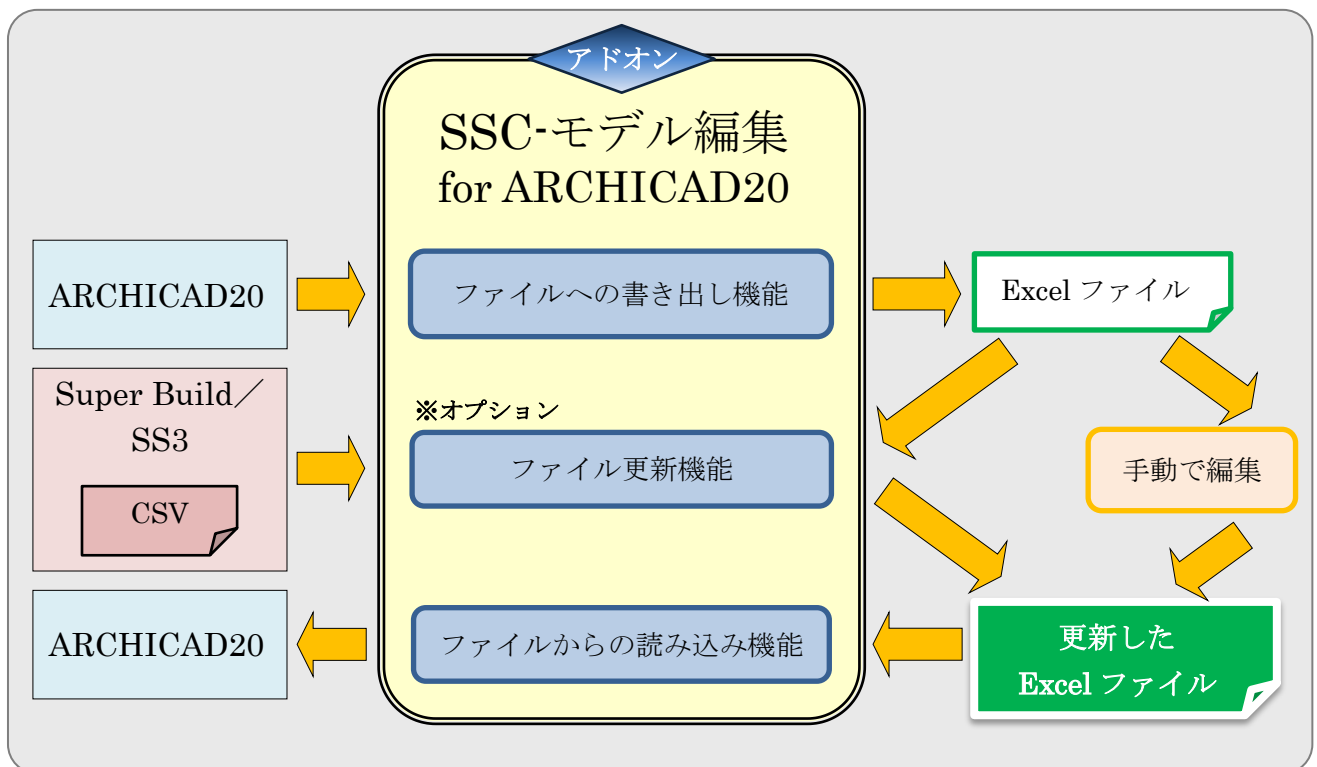 アドオン
SSC-モデル編集
for ARCHICAD20
ARCHICAD20
ファイルへの書き出し機能
Excel ファイル
Super Build／
SS3
CSV
※オプション
ファイル更新機能
手動で編集
ARCHICAD20
ファイルからの読み込み機能
更新した
Excel ファイル